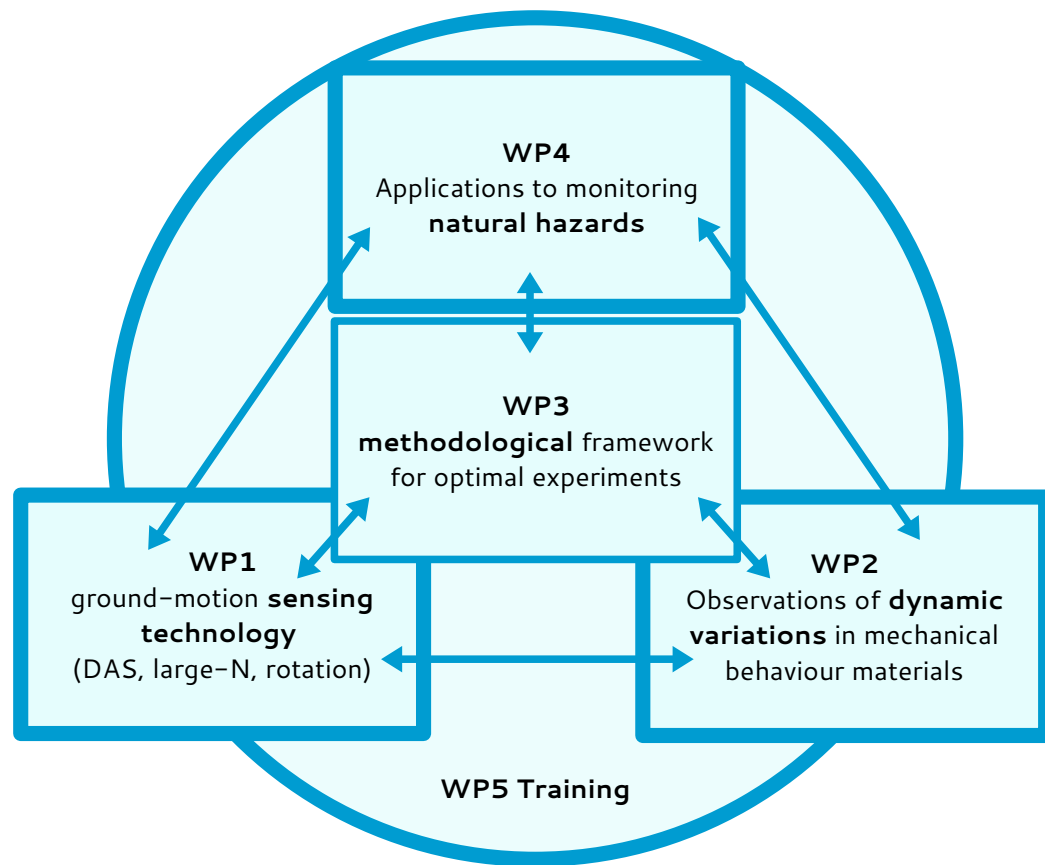 WP4
Applications to monitoring
natural hazards
WP3
methodological framework
for optimal experiments
WP1
ground-motion sensing
technology
(DAS, large-N, rotation)
WP2
Observations of dynamic
variations in mechanical
behaviour materials
WP5 Training